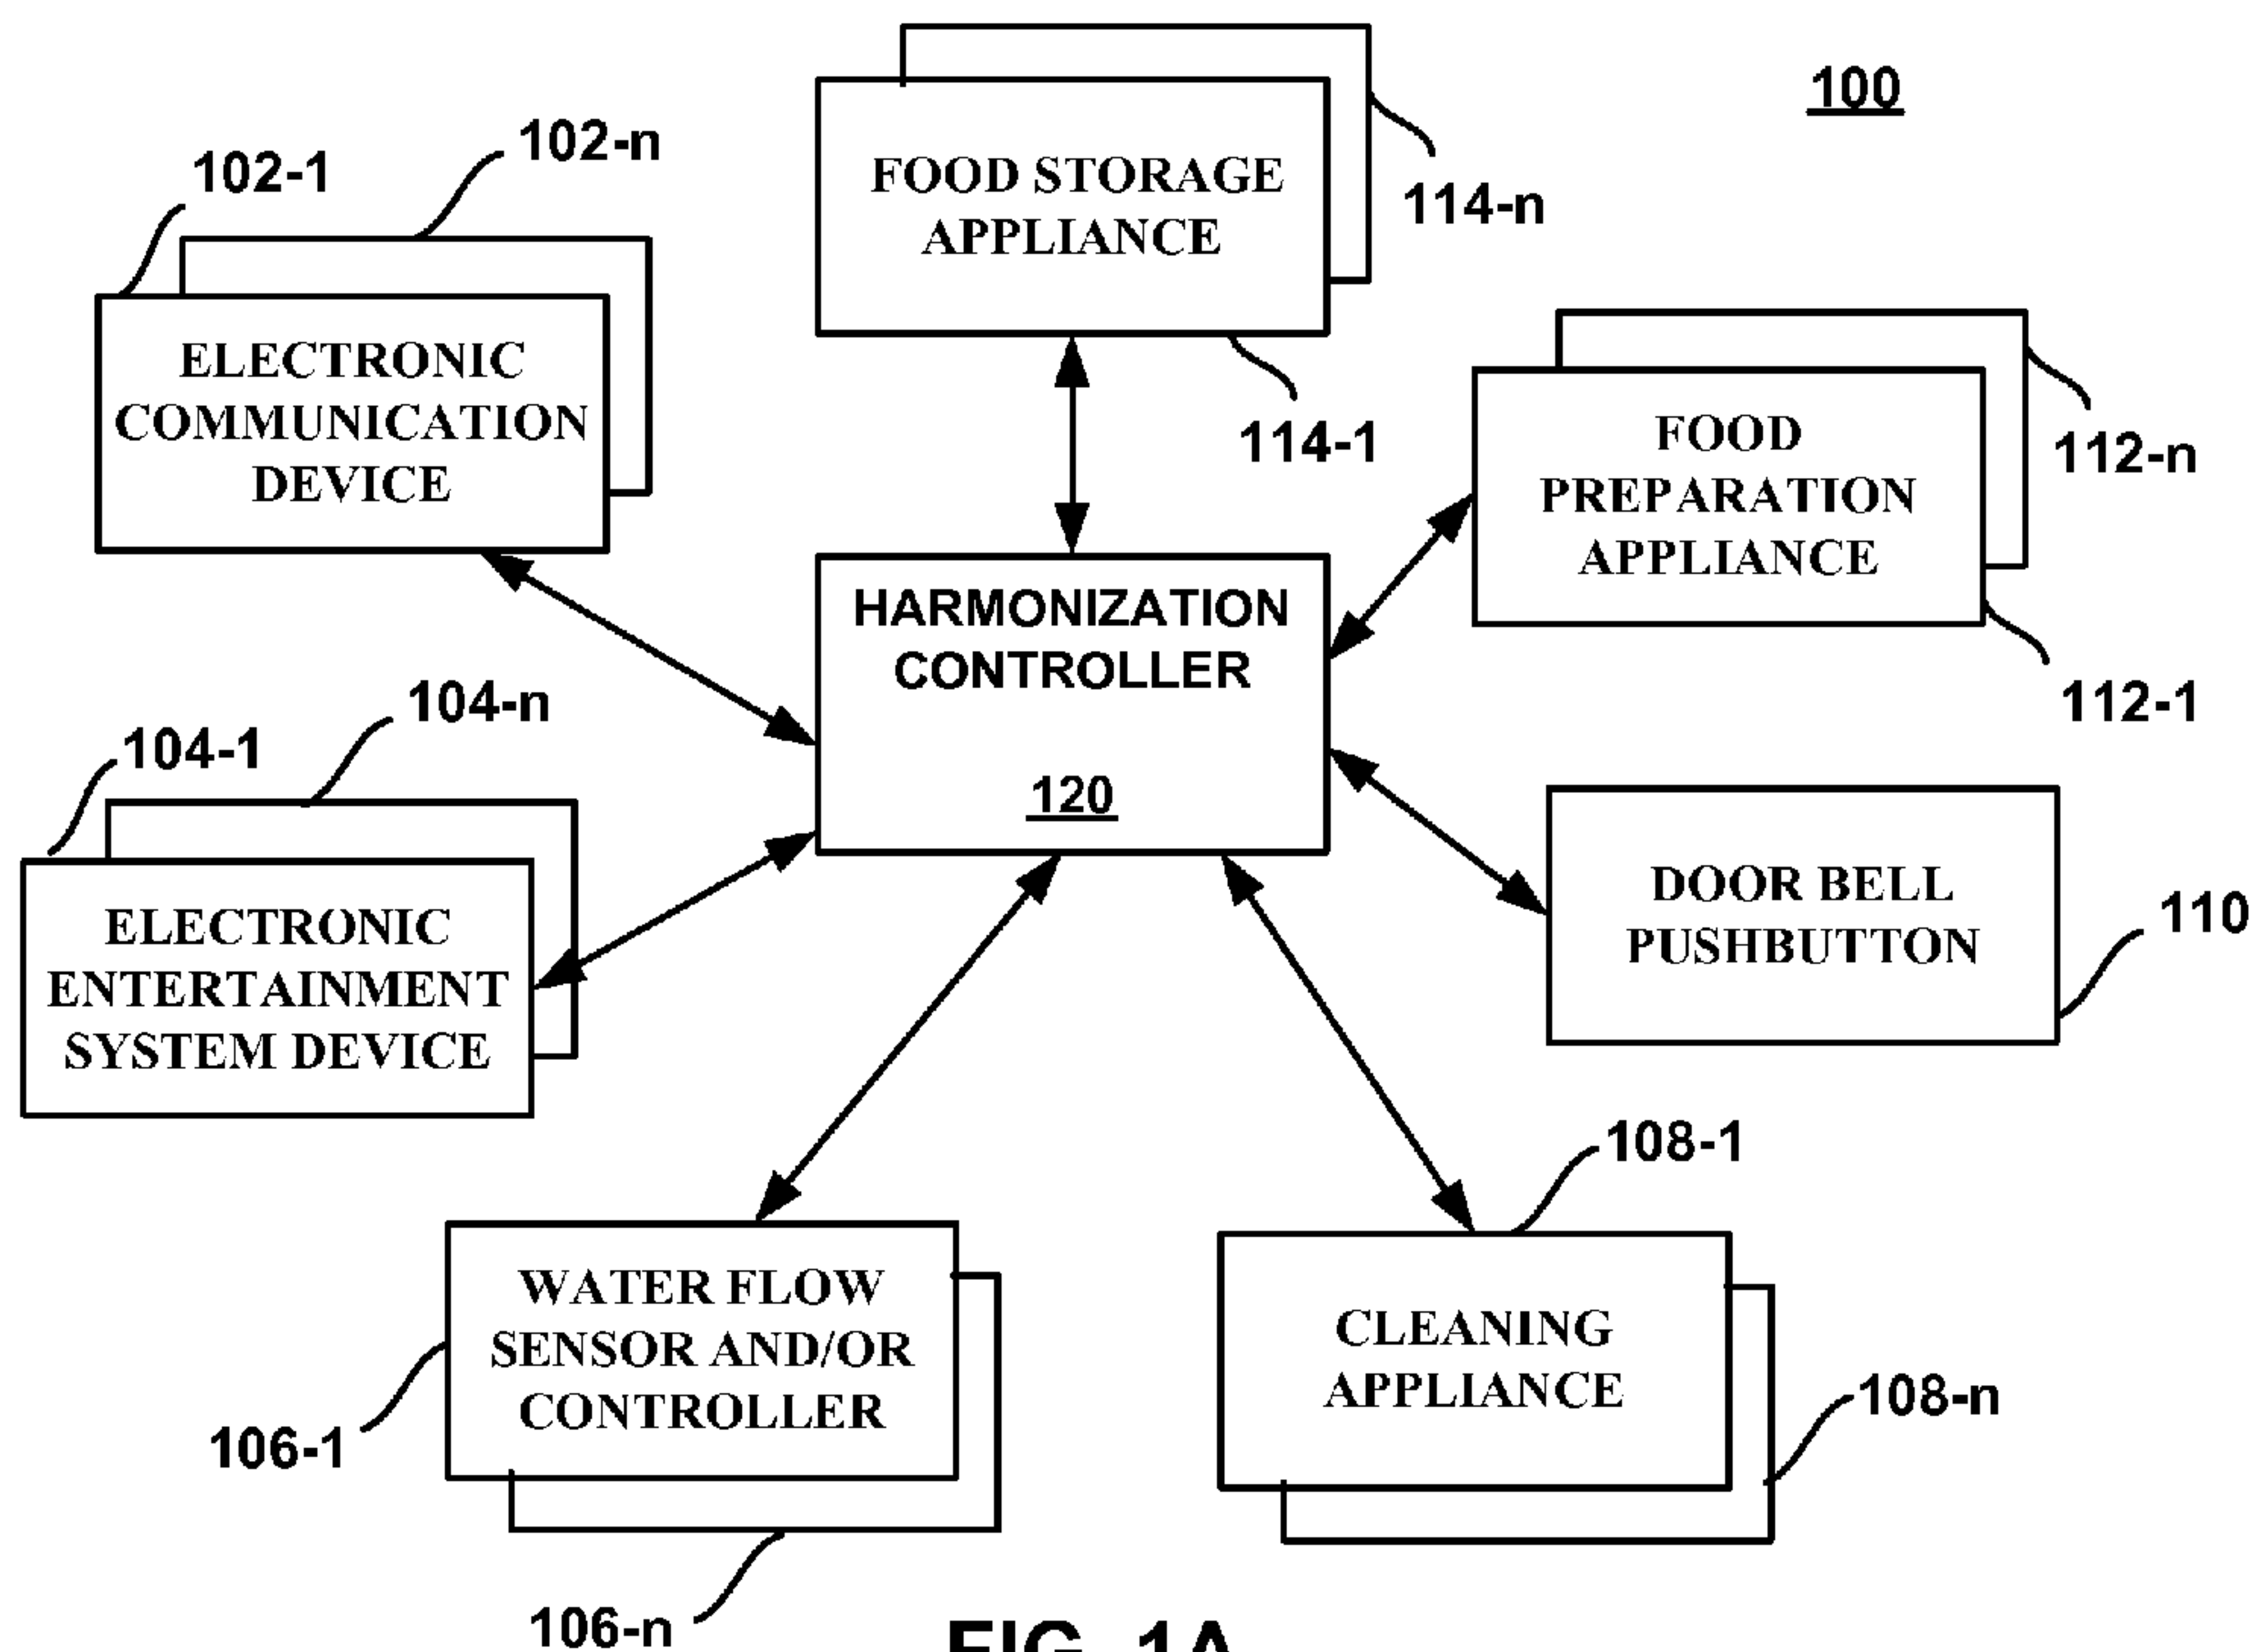 100
102-1
102-n
FOOD STORAGE
APPLIANCE
114-n
114-1
ELECTRONIC
COMMUNICATION
DEVICE
FOOD
PREPARATION
APPLIANCE
112-n
112-1
HARMONIZATION
CONTROLLER
120
104-1
104-n
ELECTRONIC
ENTERTAINMENT
SYSTEM DEVICE
DOOR BELL
PUSHBUTTON
110
WATER FLOW
SENSOR AND/OR
CONTROLLER
106-1
106-n
108-1
CLEANING
APPLIANCE
108-n
FIG. 1A